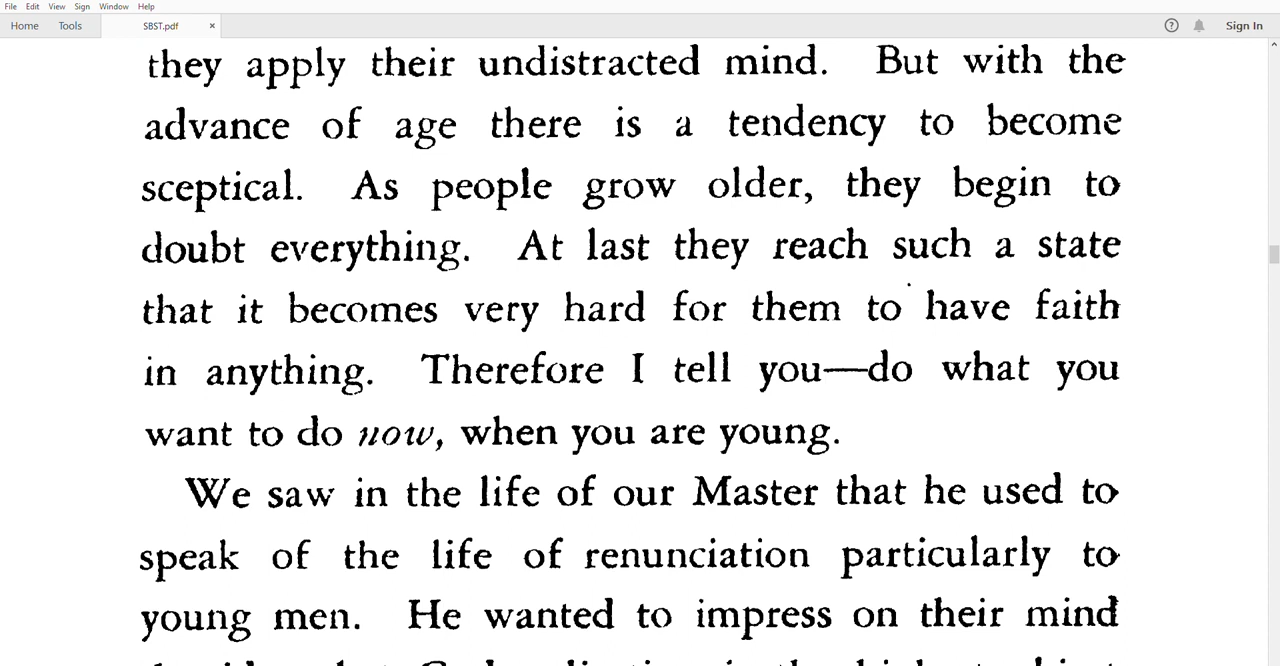 File Edit View Sign Window Help
Home Tools SBST.pdf × ? Sign In
they apply their undistracted mind. But with the
advance of age there is a tendency to become
sceptical. As people grow older, they begin to
doubt everything. At last they reach such a state
that it becomes very hard for them to have faith
in anything. Therefore I tell you—do what you
want to do now, when you are young.
We saw in the life of our Master that he used to
speak of the life of renunciation particularly to
young men. He wanted to impress on their mind